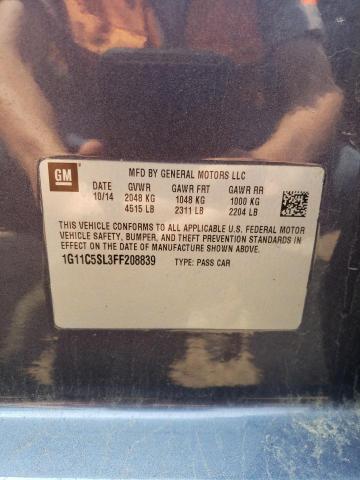 GM
MFD BY GENERAL MOTORS LLC
DATE GVWR GAWR FRT GAWR RR
10/14 2048 KG 1048 KG 1000 KG
4515 LB 2311 LB 2204 LB
THIS VEHICLE CONFORMS TO ALL APPLICABLE U.S. FEDERAL MOTOR
VEHICLE SAFETY, BUMPER, AND THEFT PREVENTION STANDARDS IN
EFFECT ON THE DATE OF MANUFACTURE SHOWN ABOVE.
1G11C5SL3FF208839 TYPE: PASS CAR